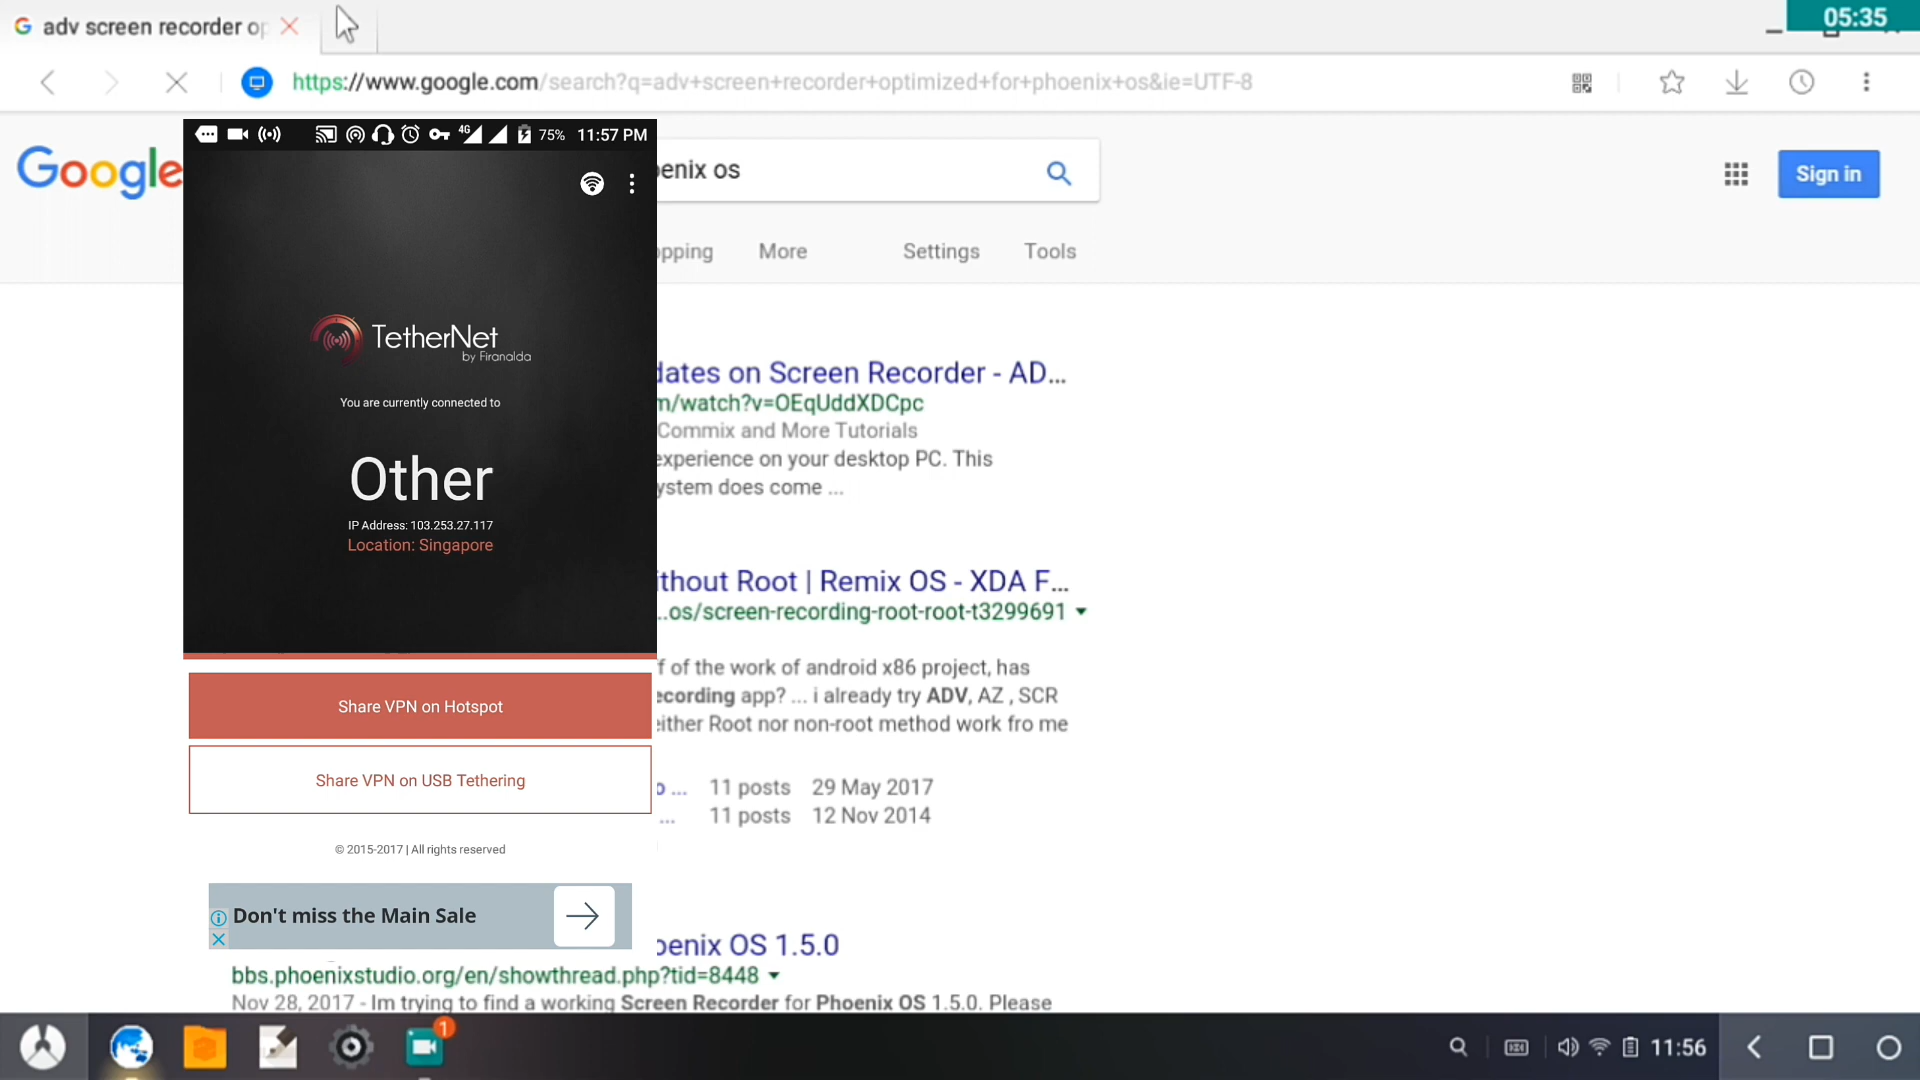 adv screen recorder op
05:35
https://www.google.com/search?q=adv+screen+recorder+optimized+for+phoenix+os&ie=UTF-8
4G 75% 11:57 PM
Google
enix os
Sign in
pping More Settings Tools
TetherNet
by Firanalda
You are currently connected to
Other
IP Address: 103.253.27.117
Location: Singapore
dates on Screen Recorder - AD...
m/watch?v=OEqUddXDCpc
Commix and More Tutorials
experience on your desktop PC. This
ystem does come ...
ithout Root | Remix OS - XDA F...
...os/screen-recording-root-root-t3299691
f of the work of android x86 project, has
ecording app? ... i already try ADV, AZ , SCR
either Root nor non-root method work fro me
o ... 11 posts 29 May 2017
... 11 posts 12 Nov 2014
Share VPN on Hotspot
Share VPN on USB Tethering
© 2015-2017 | All rights reserved
Don't miss the Main Sale
oenix OS 1.5.0
bbs.phoenixstudio.org/en/showthread.php?tid=8448
Nov 28, 2017 - Im trying to find a working Screen Recorder for Phoenix OS 1.5.0. Please
1
11:56